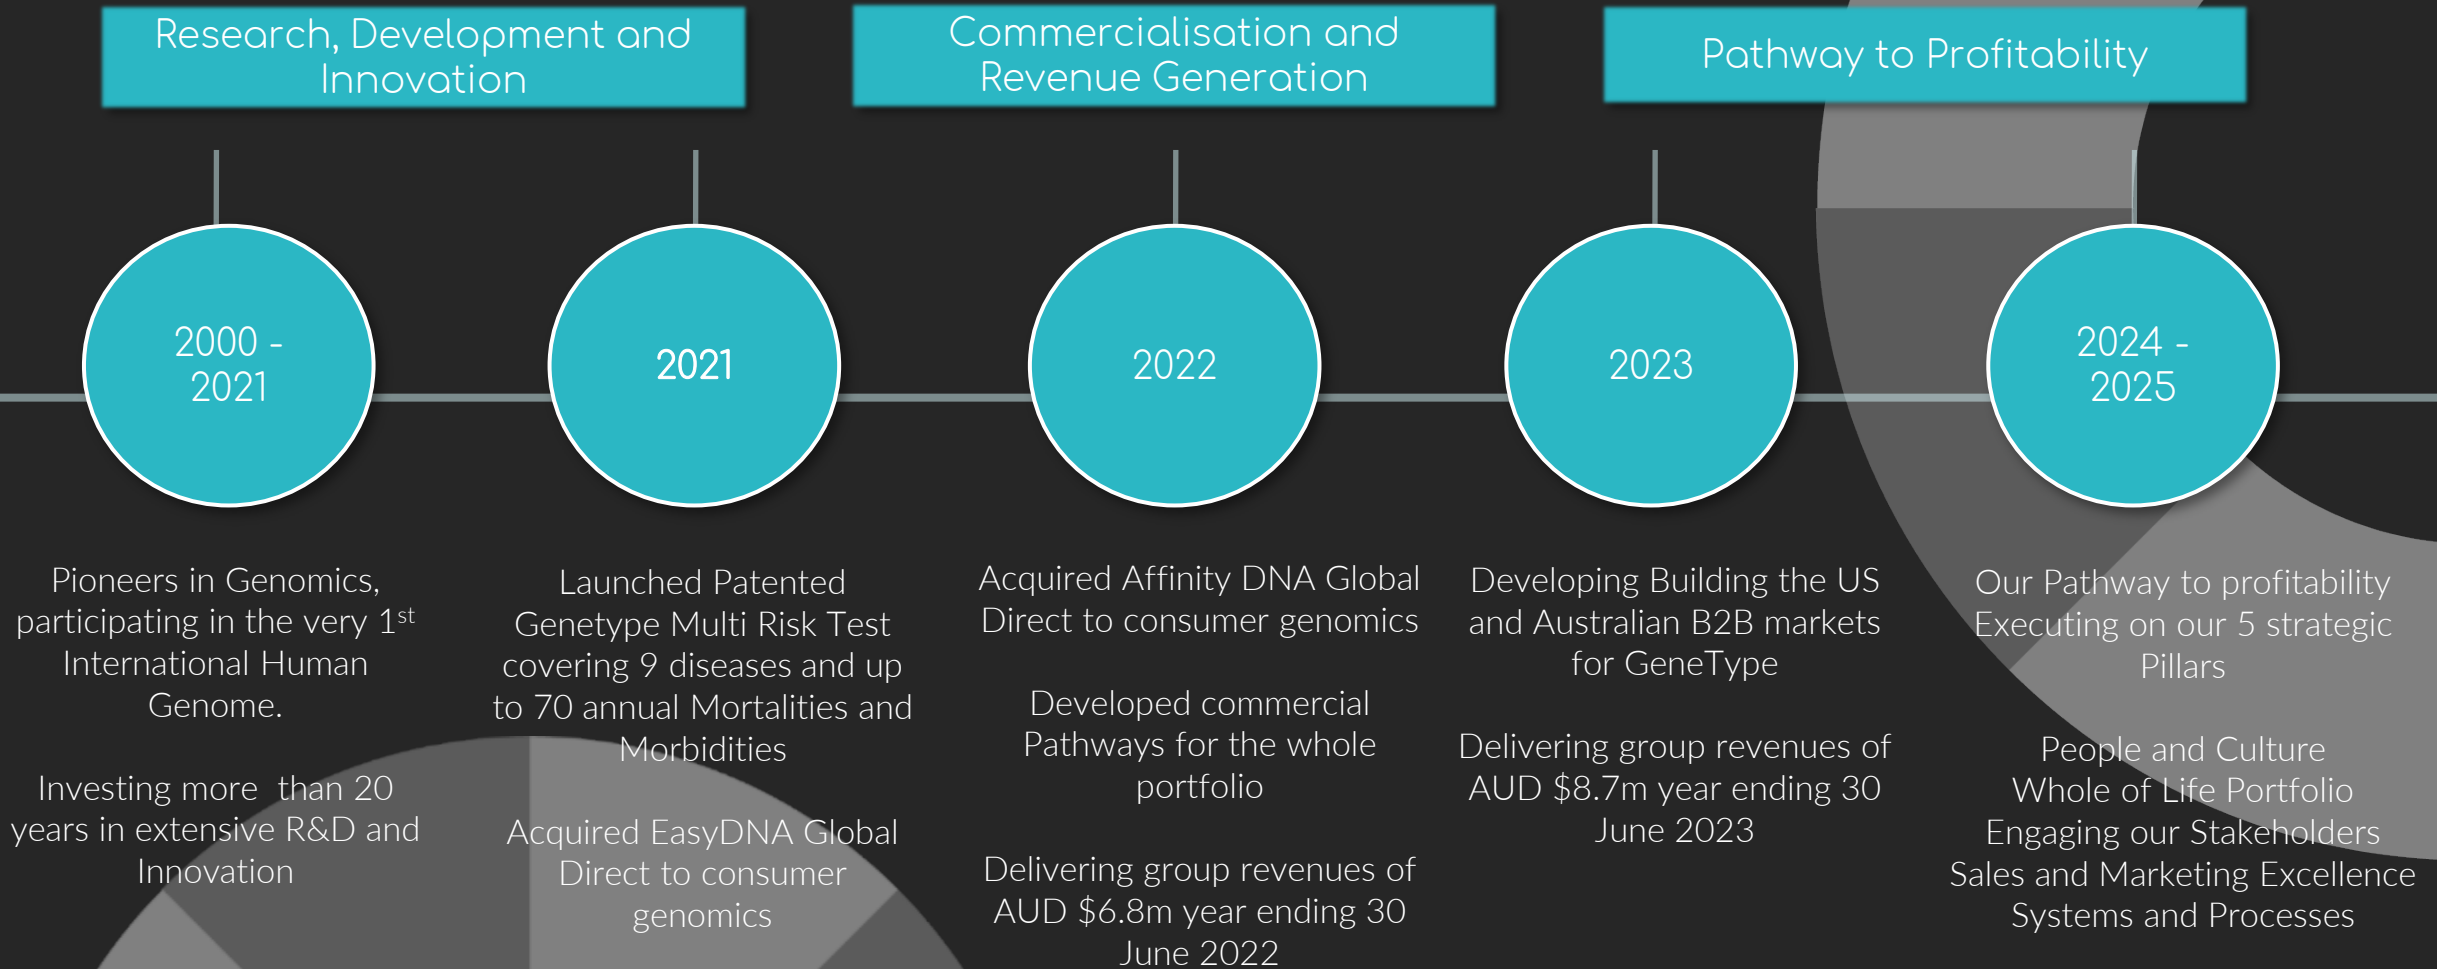 Research, Development and
Innovation
Commercialisation and
Revenue Generation
Pathway to Profitability
2000 -
2021
2021
2022
2023
2024 -
2025
Pioneers in Genomics,
participating in the very 1st
International Human
Genome.
Investing more than 20
years in extensive R&D and
Innovation
Launched Patented
Genetype Multi Risk Test
covering 9 diseases and up
to 70 annual Mortalities and
Morbidities
Acquired EasyDNA Global
Direct to consumer
genomics
Acquired Affinity DNA Global
Direct to consumer genomics
Developed commercial
Pathways for the whole
portfolio
Delivering group revenues of
AUD $6.8m year ending 30
June 2022
Developing Building the US
and Australian B2B markets
for GeneType
Delivering group revenues of
AUD $8.7m year ending 30
June 2023
Our Pathway to profitability
Executing on our 5 strategic
Pillars
People and Culture
Whole of Life Portfolio
Engaging our Stakeholders
Sales and Marketing Excellence
Systems and Processes